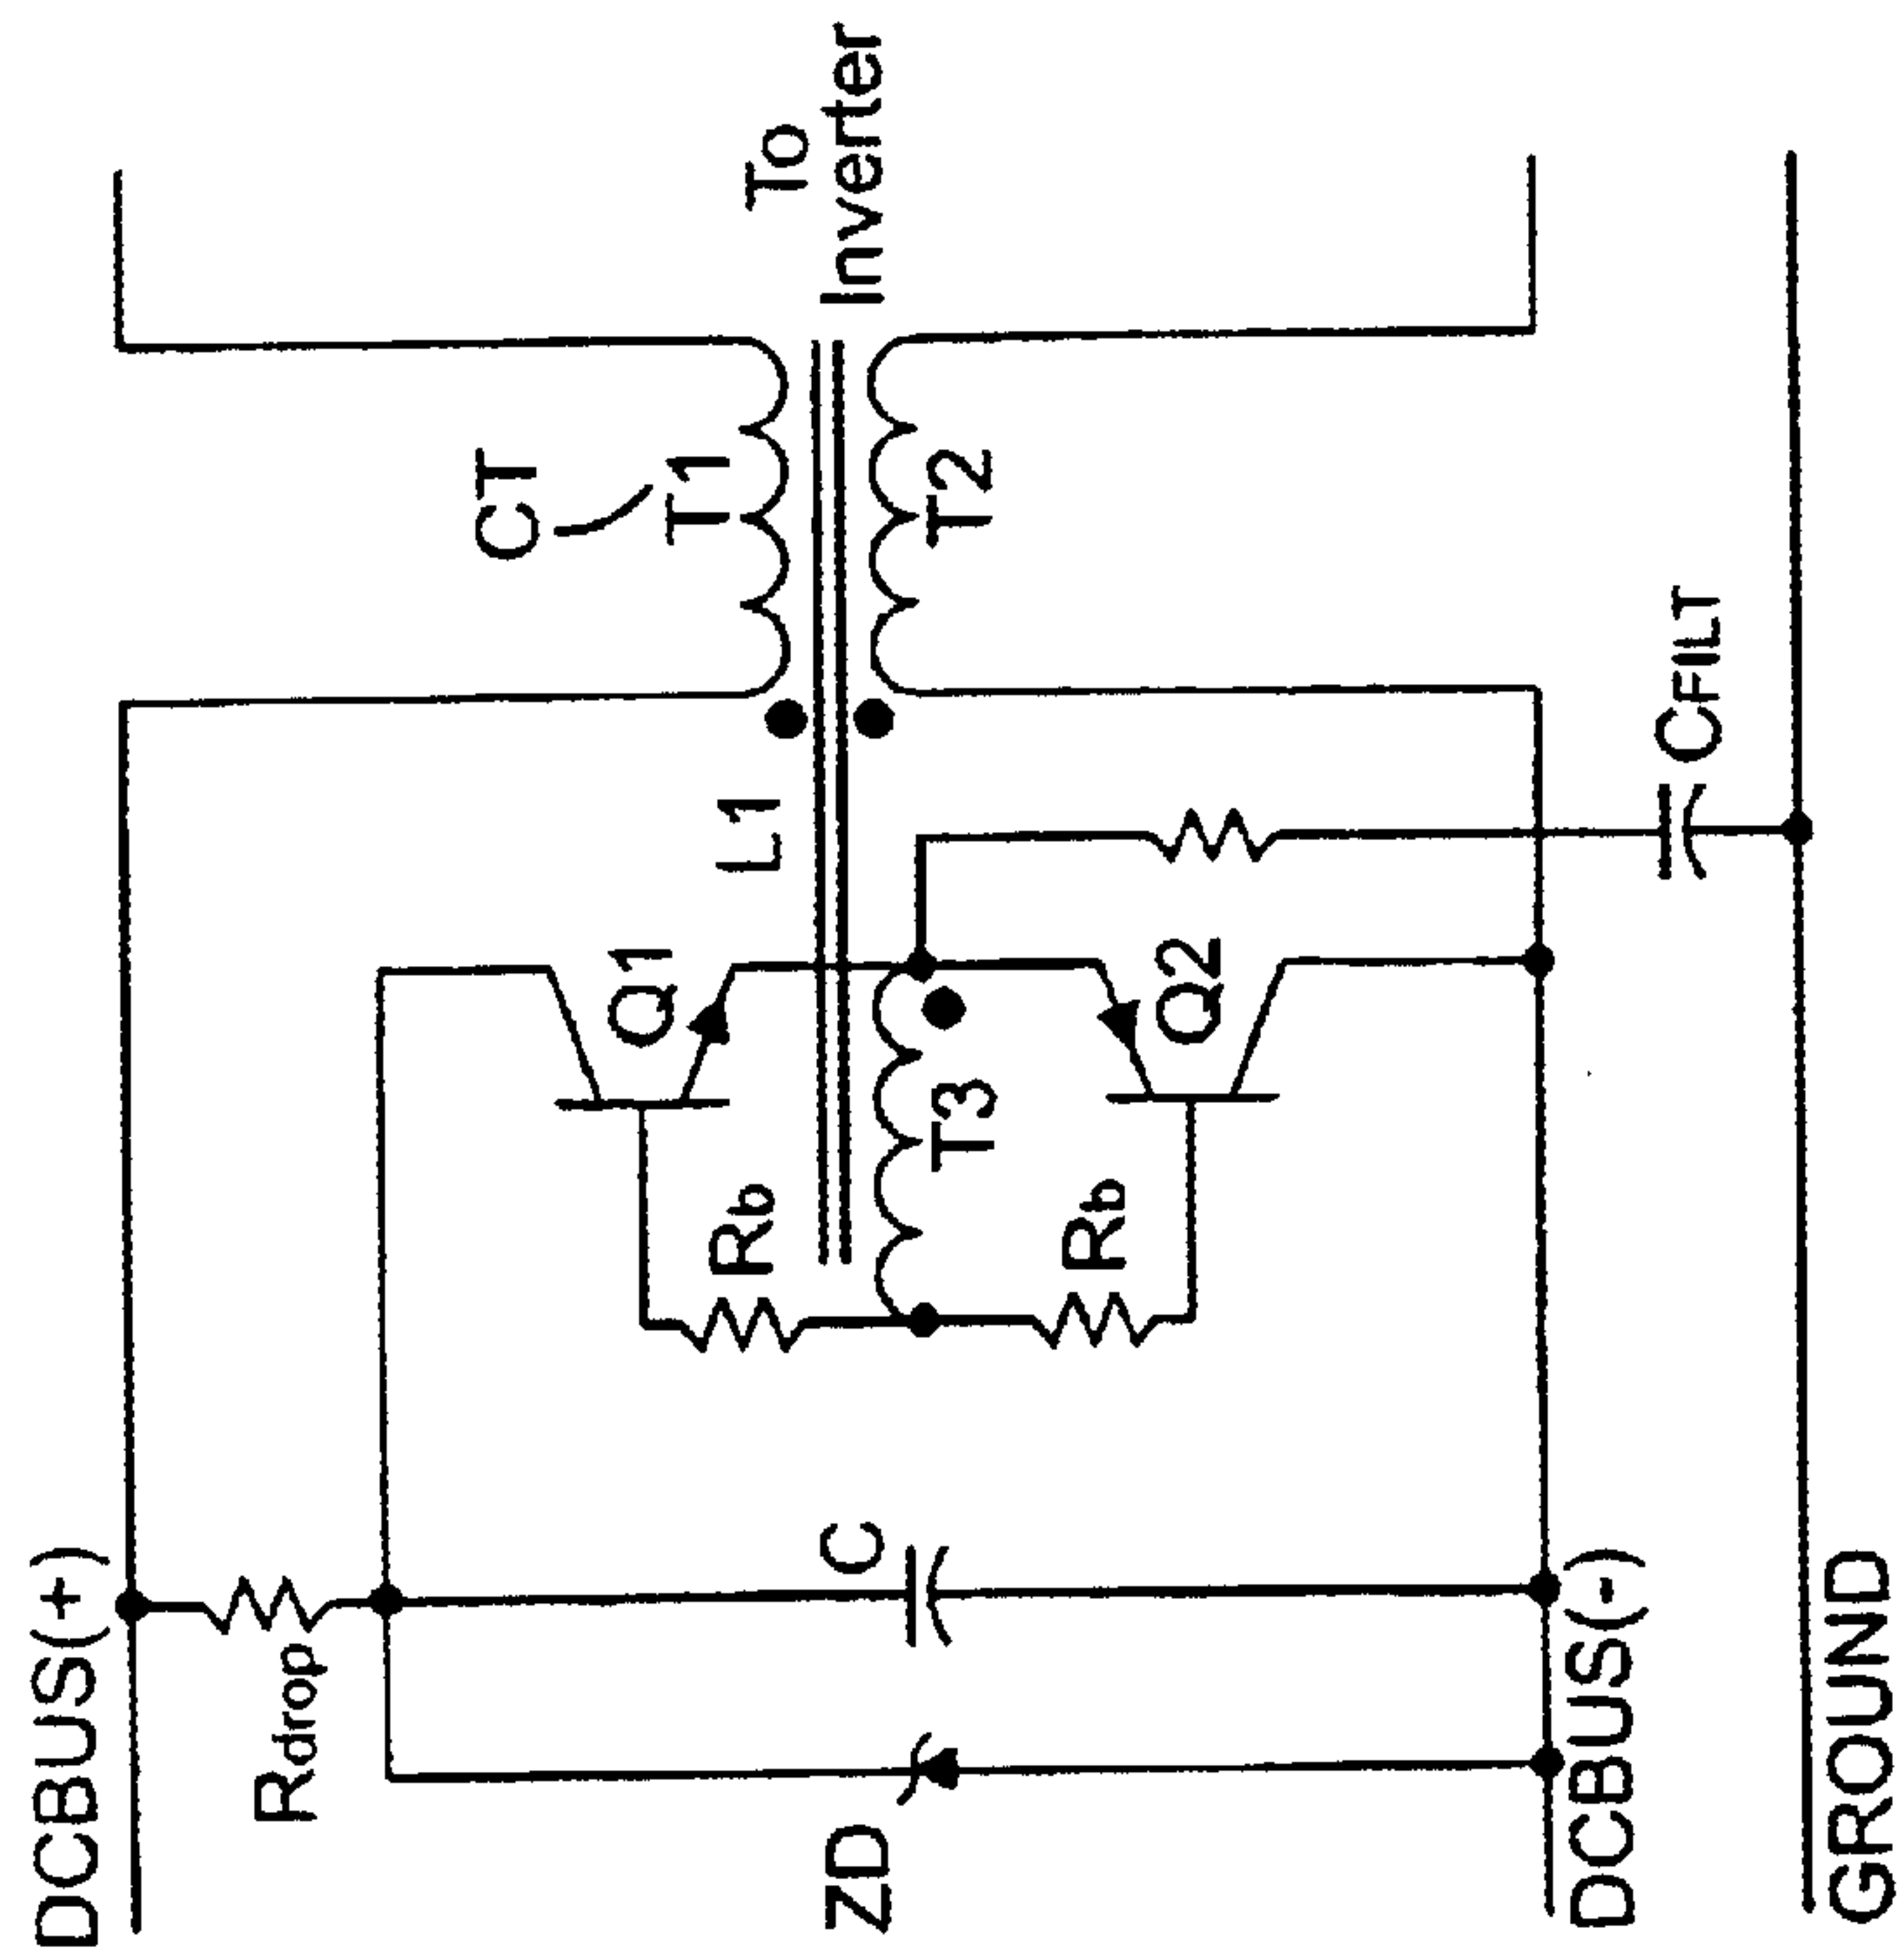 DCBUS(+)
Rdrop
CT
T1
Q1
L1
To
Inverter
Rb
ZD
C
T3
T2
Rb
Q2
CFILT
DCBUS(-)
GROUND